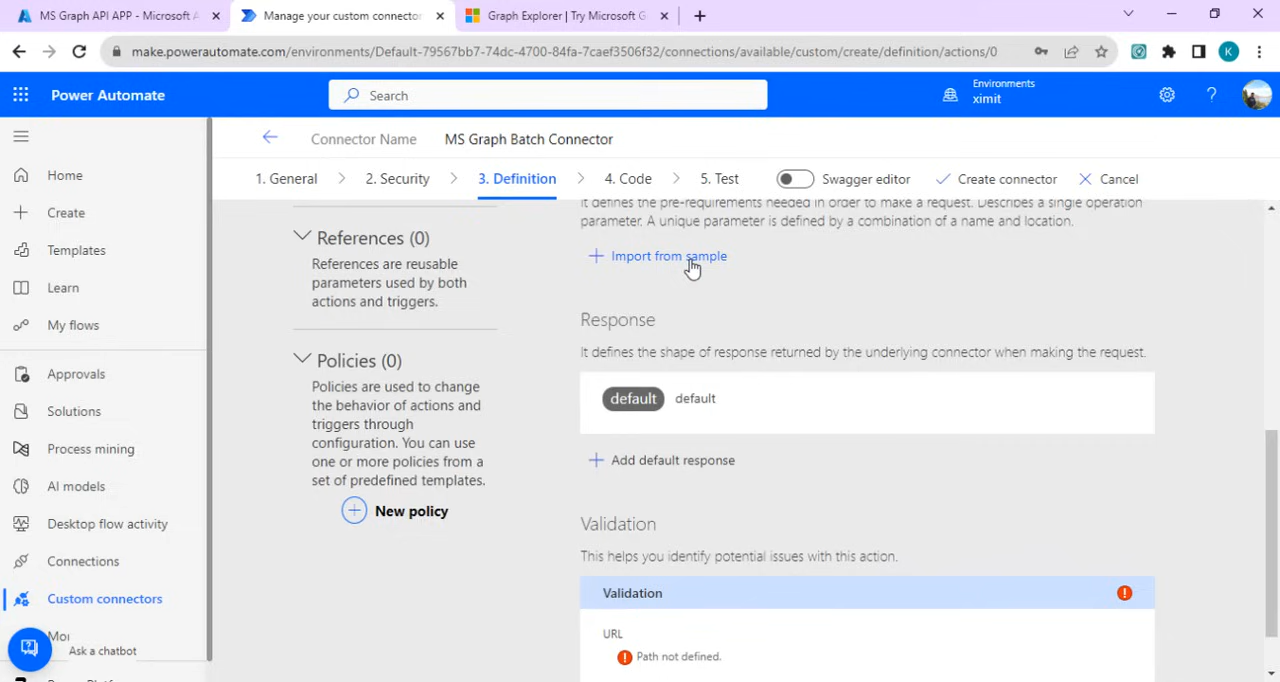 MS Graph API APP - Microsoft A
Manage your custom connector
Graph Explorer | Try Microsoft G
make.powerautomate.com/environments/Default-79567bb7-74dc-4700-84fa-7caef3506f32/connections/available/custom/create/definition/actions/0
K
Power Automate
Search
Environments
ximit
Connector Name
MS Graph Batch Connector
1. General
2. Security
3. Definition
4. Code
5. Test
Swagger editor
Create connector
Cancel
Home
Create
Templates
Learn
My flows
Approvals
Solutions
Process mining
AI models
Desktop flow activity
Connections
Custom connectors
Mo
Ask a chatbot
References (0)
References are reusable
parameters used by both
actions and triggers.
Policies (0)
Policies are used to change
the behavior of actions and
triggers through
configuration. You can use
one or more policies from a
set of predefined templates.
New policy
It defines the pre-requirements needed in order to make a request. Describes a single operation
parameter. A unique parameter is defined by a combination of a name and location.
Import from sample
Response
It defines the shape of response returned by the underlying connector when making the request.
default default
Add default response
Validation
This helps you identify potential issues with this action.
Validation
URL
Path not defined.